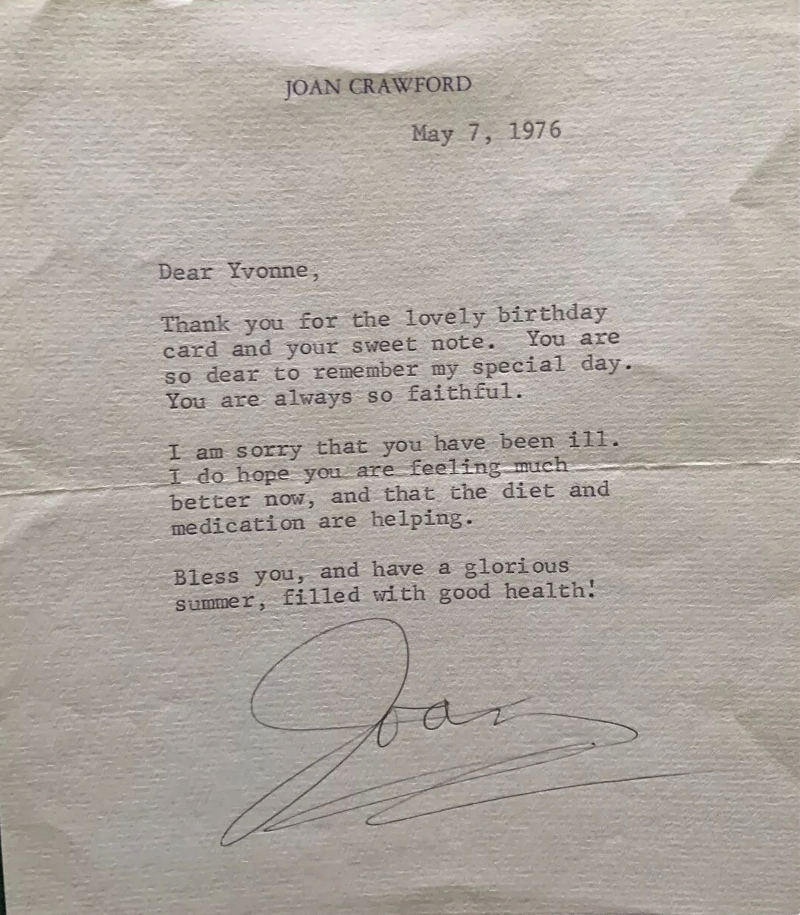 JOAN CRAWFORD
May 7, 1976
Dear Yvonne,
Thank you for the lovely birthday
card and your sweet note.  You are
so dear to remember my special day.
You are always so faithful.
I am sorry that you have been ill.
I do hope you are feeling much
better now, and that the diet and
medication are helping.
Bless you, and have a glorious
summer, filled with good health!
Joan